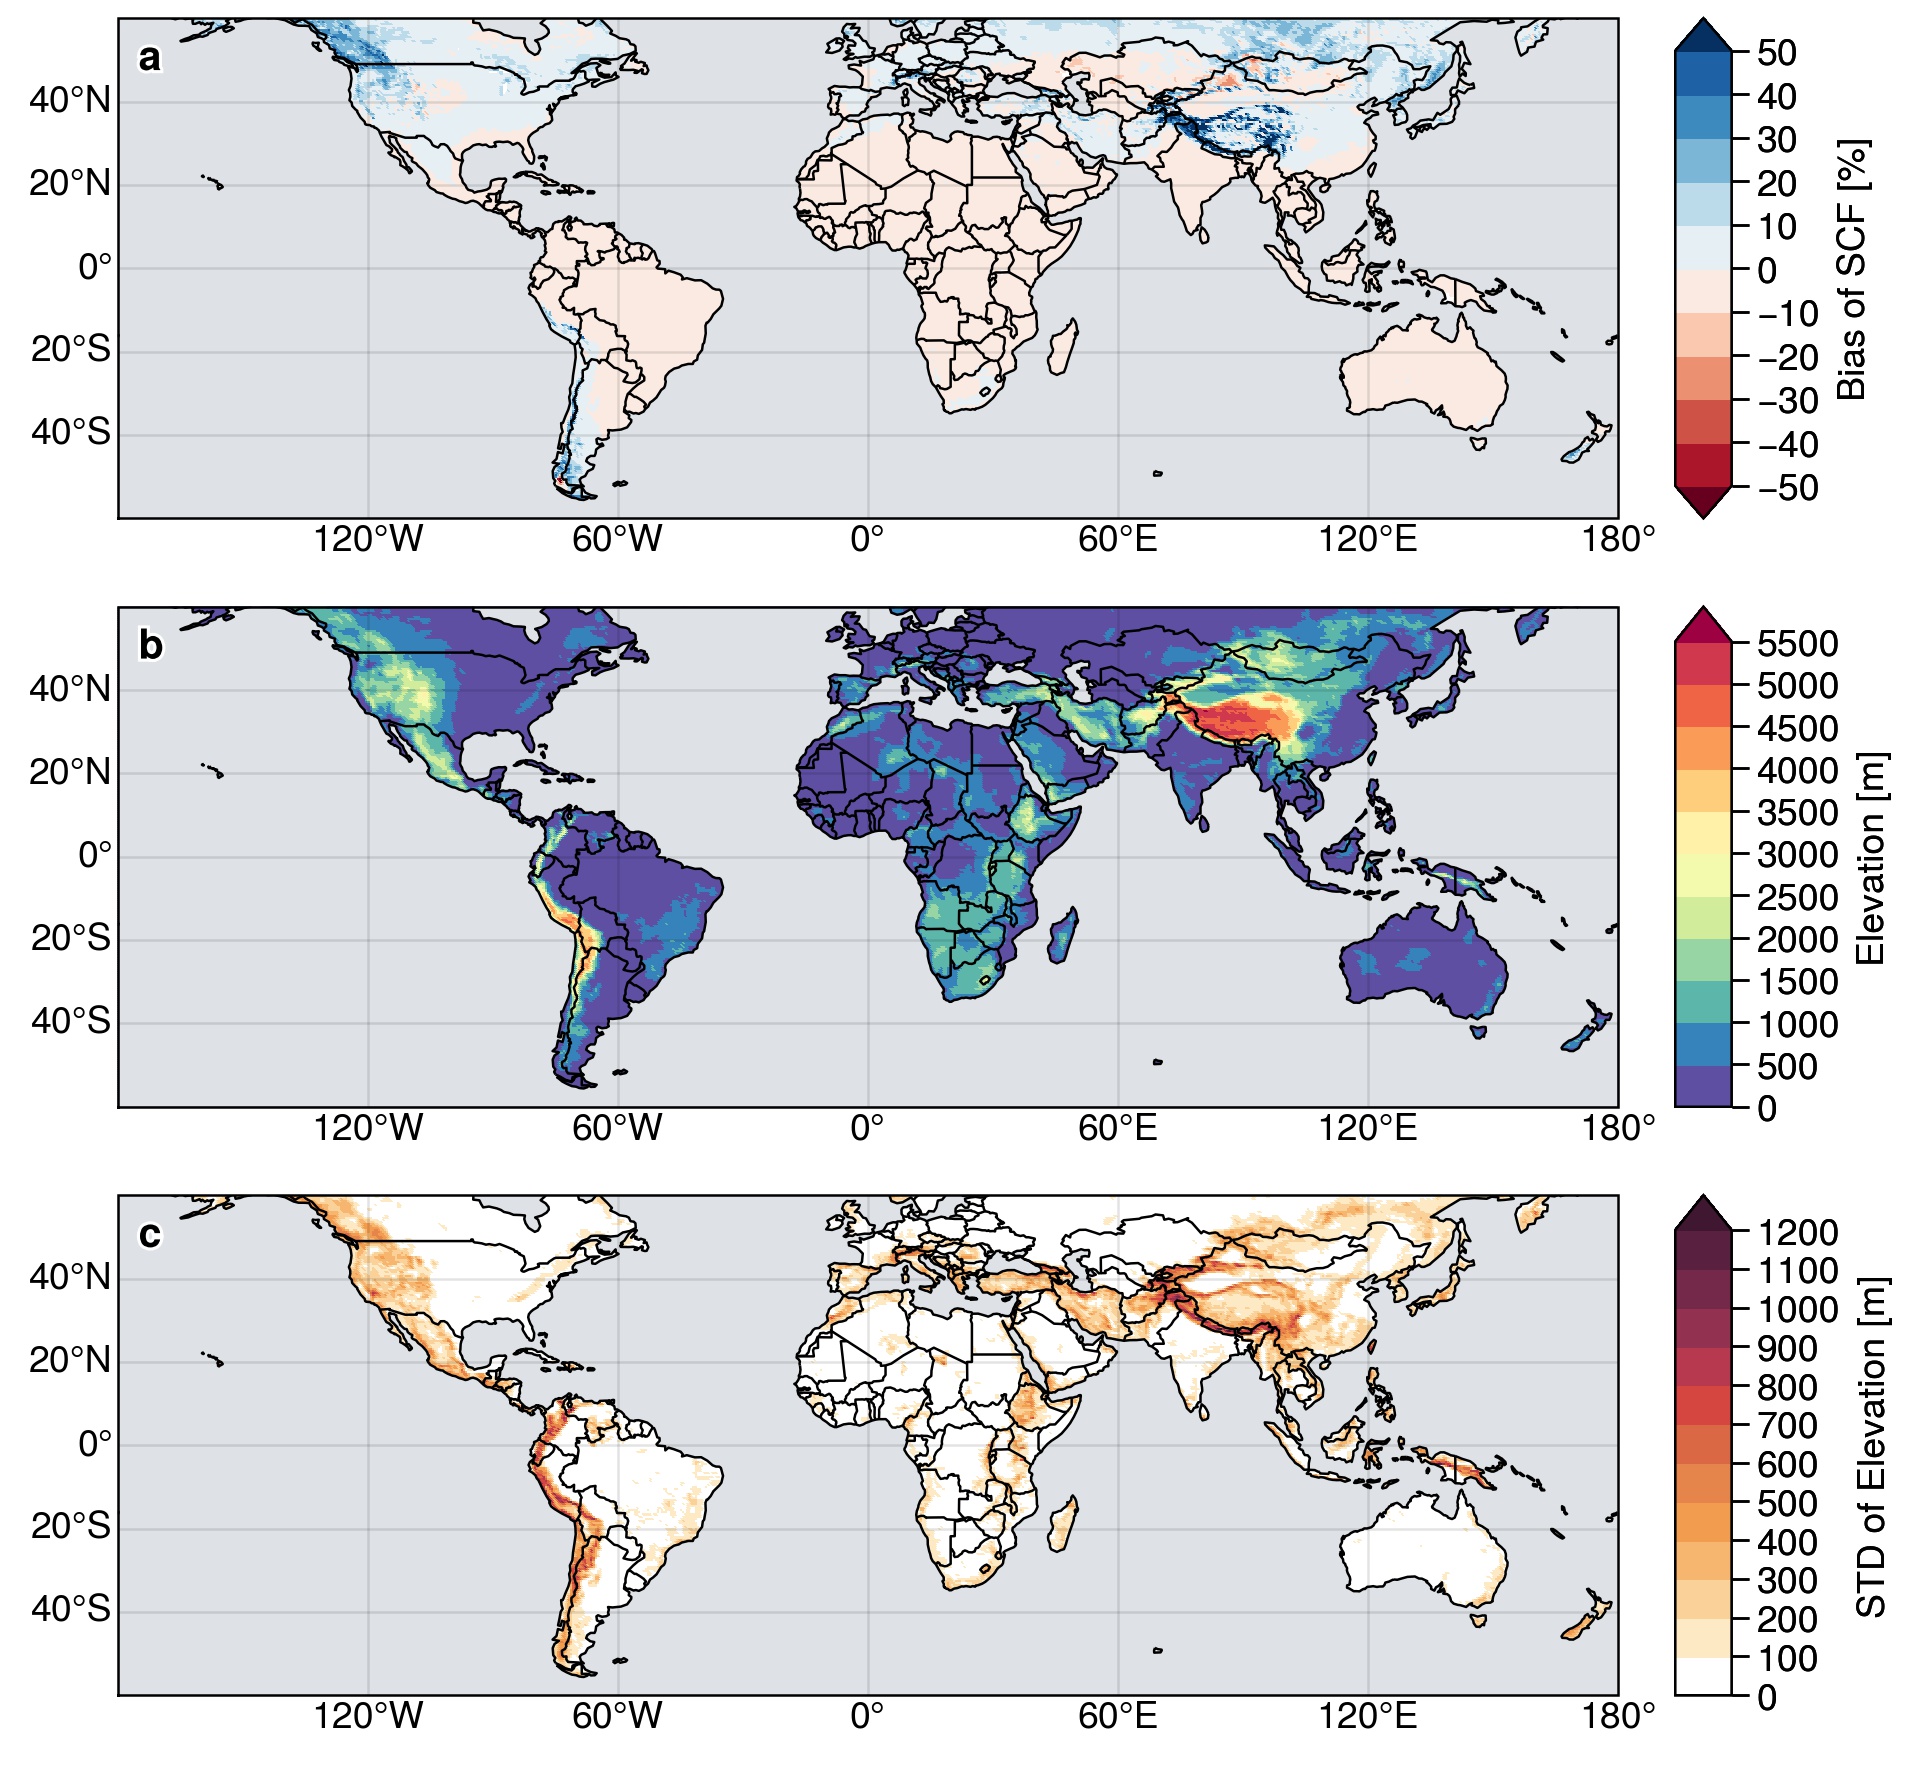 a
40°N
20°N
0°
20°S
40°S
120°W 60°W 0° 60°E 120°E 180°
50
40
30
20
10
0
−10
−20
−30
−40
−50
Bias of SCF [%]
b
40°N
20°N
0°
20°S
40°S
120°W 60°W 0° 60°E 120°E 180°
5500
5000
4500
4000
3500
3000
2500
2000
1500
1000
500
0
Elevation [m]
c
40°N
20°N
0°
20°S
40°S
120°W 60°W 0° 60°E 120°E 180°
1200
1100
1000
900
800
700
600
500
400
300
200
100
0
STD of Elevation [m]